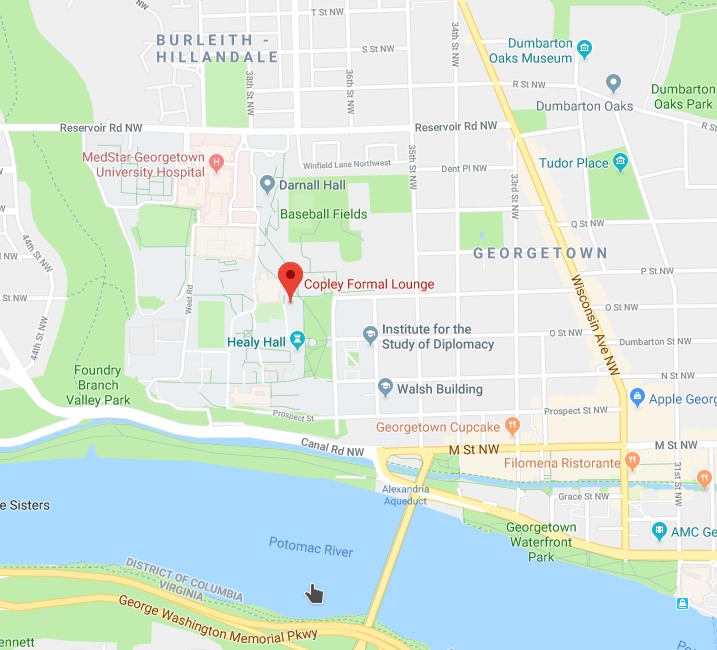 T St NW
34th St NW
BURLEITH -
HILLANDALE
S St NW
Dumbarton
Oaks Museum
38th St NW
36th St NW
R St NW
Dumbarton Oaks
Dumbarton
Oaks Park
Reservoir Rd NW
Reservoir Rd NW
MedStar Georgetown
University Hospital
Winfield Lane Northwest
35th St NW
Dent Pl NW
Tudor Place
Darnall Hall
33rd St NW
Baseball Fields
Q St NW
44th St NW
GEORGETOWN
P St NW
Copley Formal Lounge
West Rd
St NW
Wisconsin Ave NW
O St NW
44th St NW
Healy Hall
Institute for the
Study of Diplomacy
O St NW
Dumbarton St NW
Foundry
Branch
Valley Park
N St NW
Walsh Building
Apple Georg
Prospect St
Prospect St NW
Georgetown Cupcake
Canal Rd NW
M St NW
M St NW
Filomena Ristorante
31st St NW
Alexandria
Aqueduct
Grace St NW
e Sisters
Georgetown
Waterfront
Park
AMC Ge
Potomac River
DISTRICT OF COLUMBIA
VIRGINIA
George Washington Memorial Pkwy
ennett